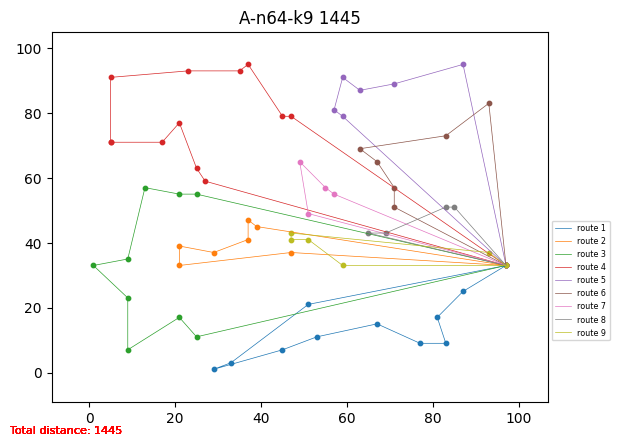 A-n64-k9 1445
100
80
60
40
20
0
0 20 40 60 80 100
route 1
route 2
route 3
route 4
route 5
route 6
route 7
route 8
route 9
Total distance: 1445